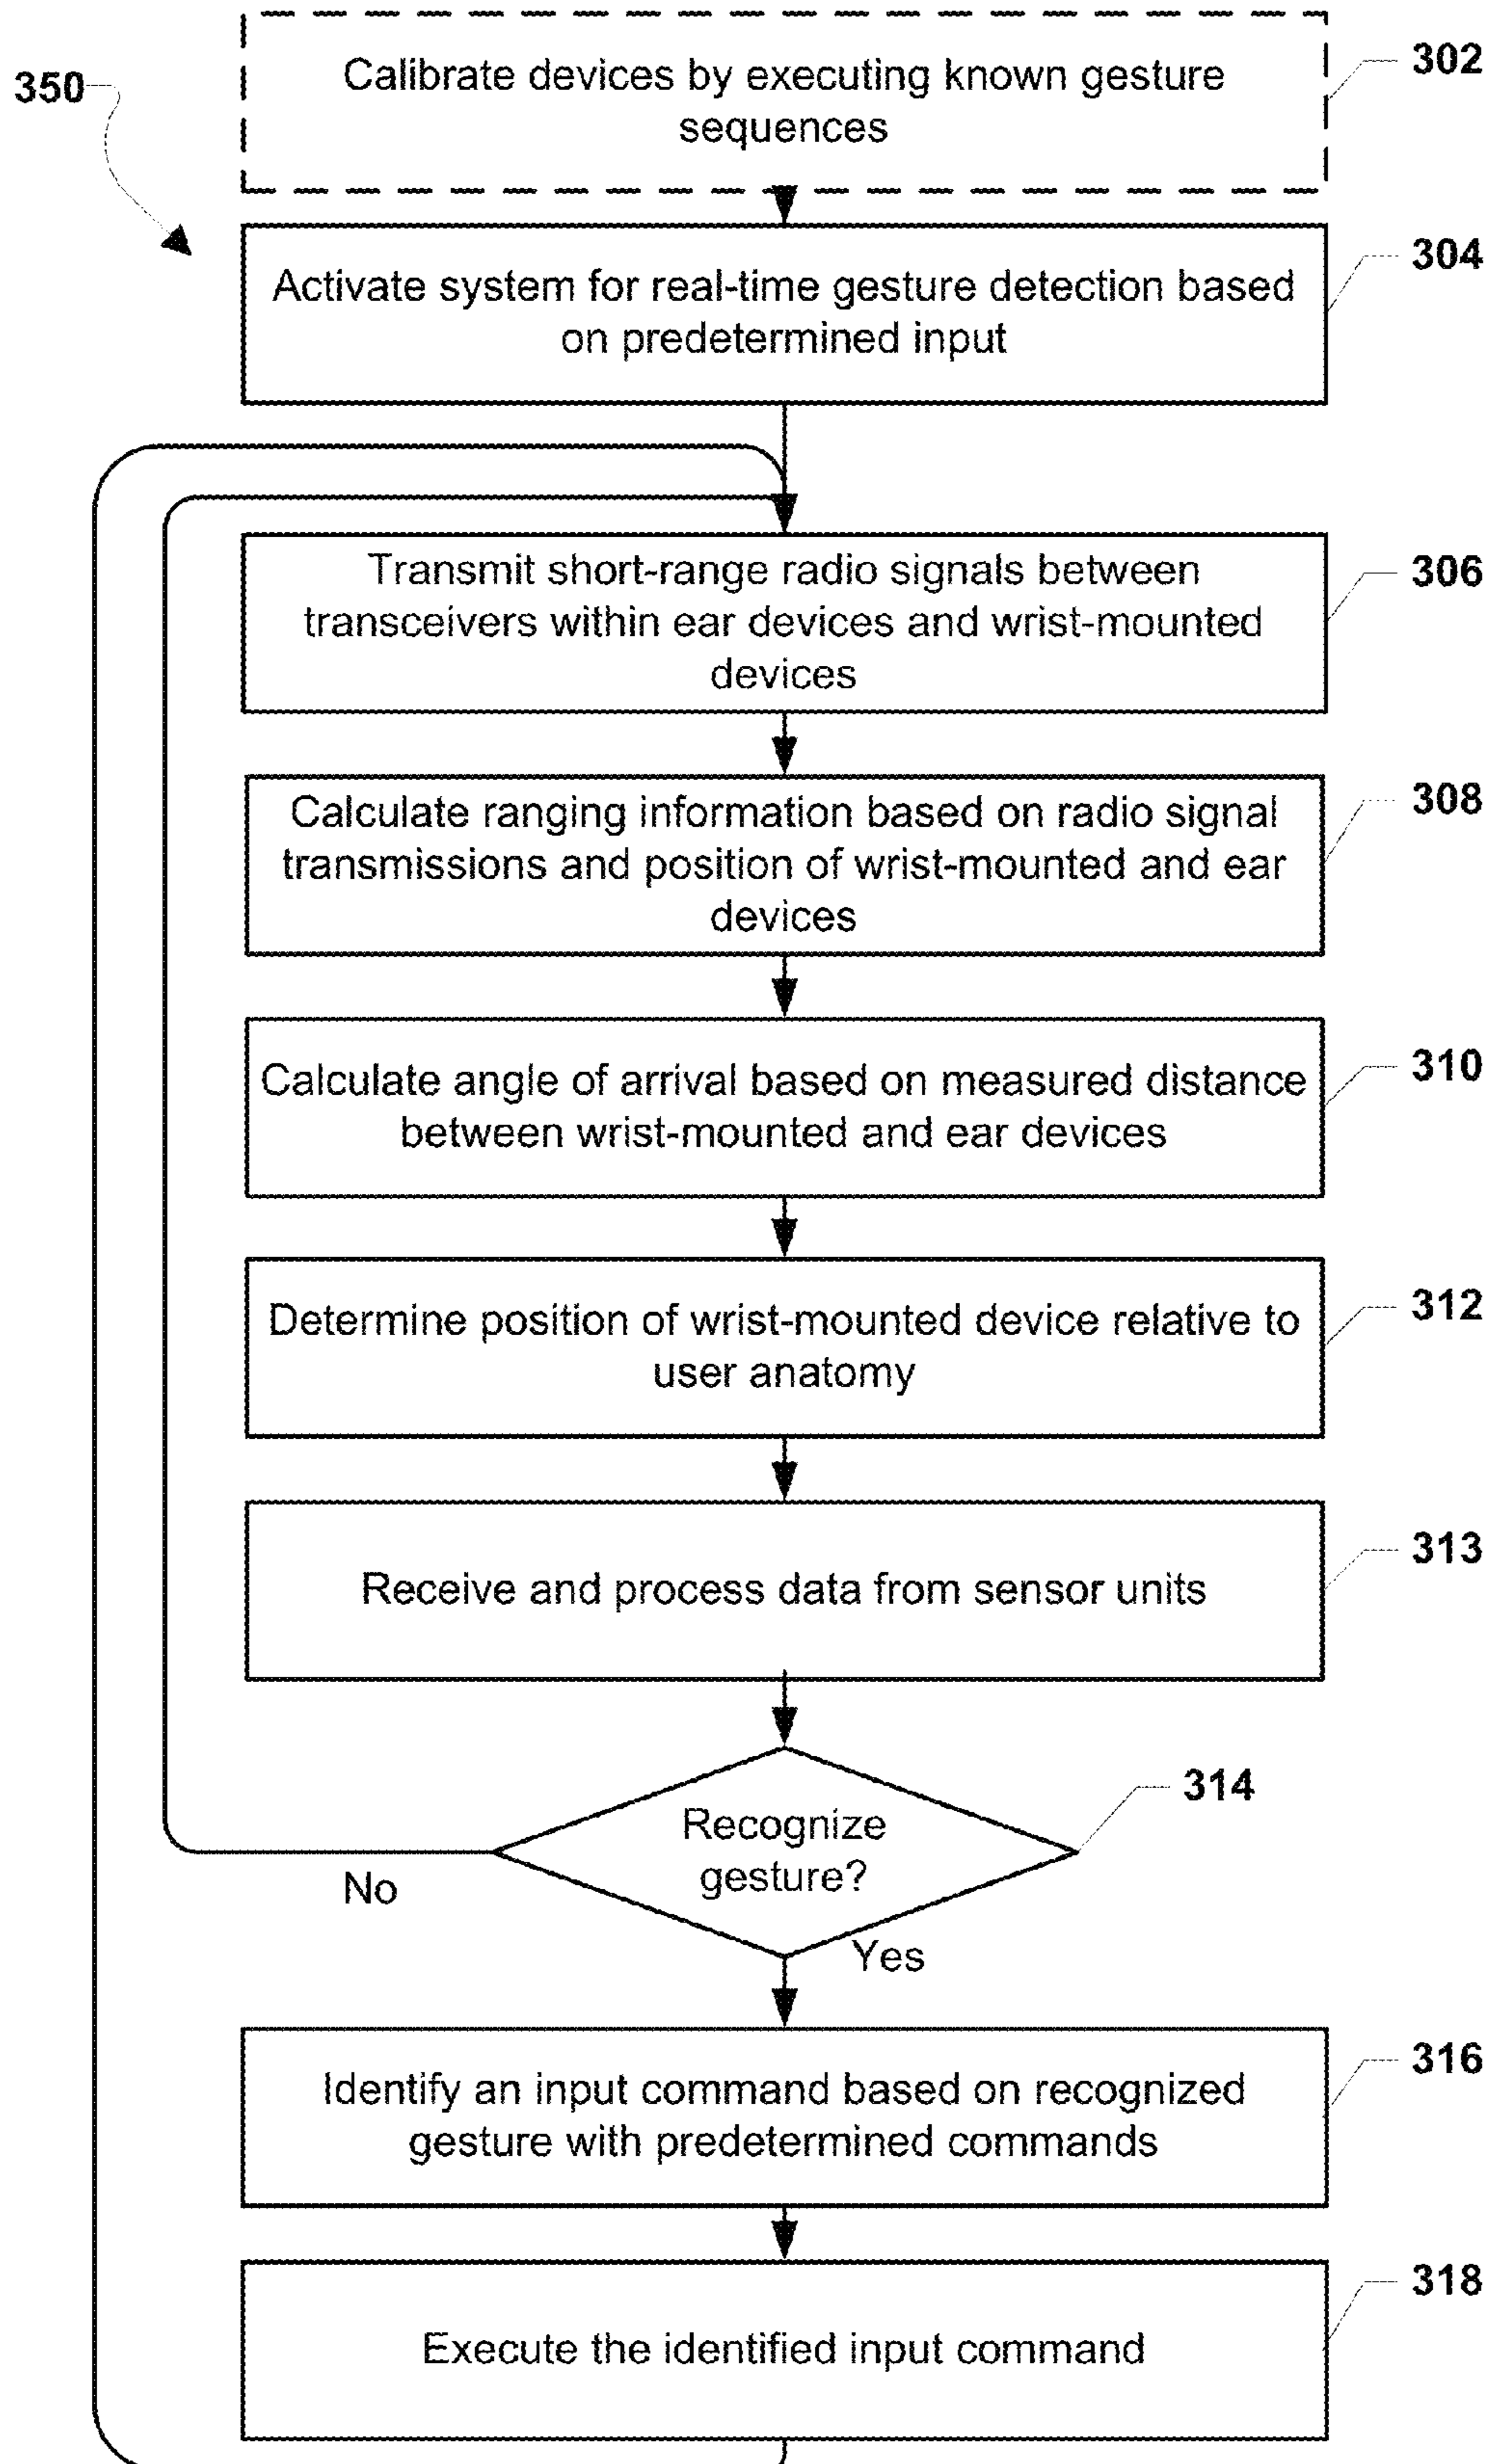 350
Calibrate devices by executing known gesture
sequences
302
Activate system for real-time gesture detection based
on predetermined input
304
Transmit short-range radio signals between
transceivers within ear devices and wrist-mounted
devices
306
Calculate ranging information based on radio signal
transmissions and position of wrist-mounted and ear
devices
308
Calculate angle of arrival based on measured distance
between wrist-mounted and ear devices
310
Determine position of wrist-mounted device relative to
user anatomy
312
Receive and process data from sensor units
313
Recognize
gesture?
314
No
Yes
Identify an input command based on recognized
gesture with predetermined commands
316
Execute the identified input command
318